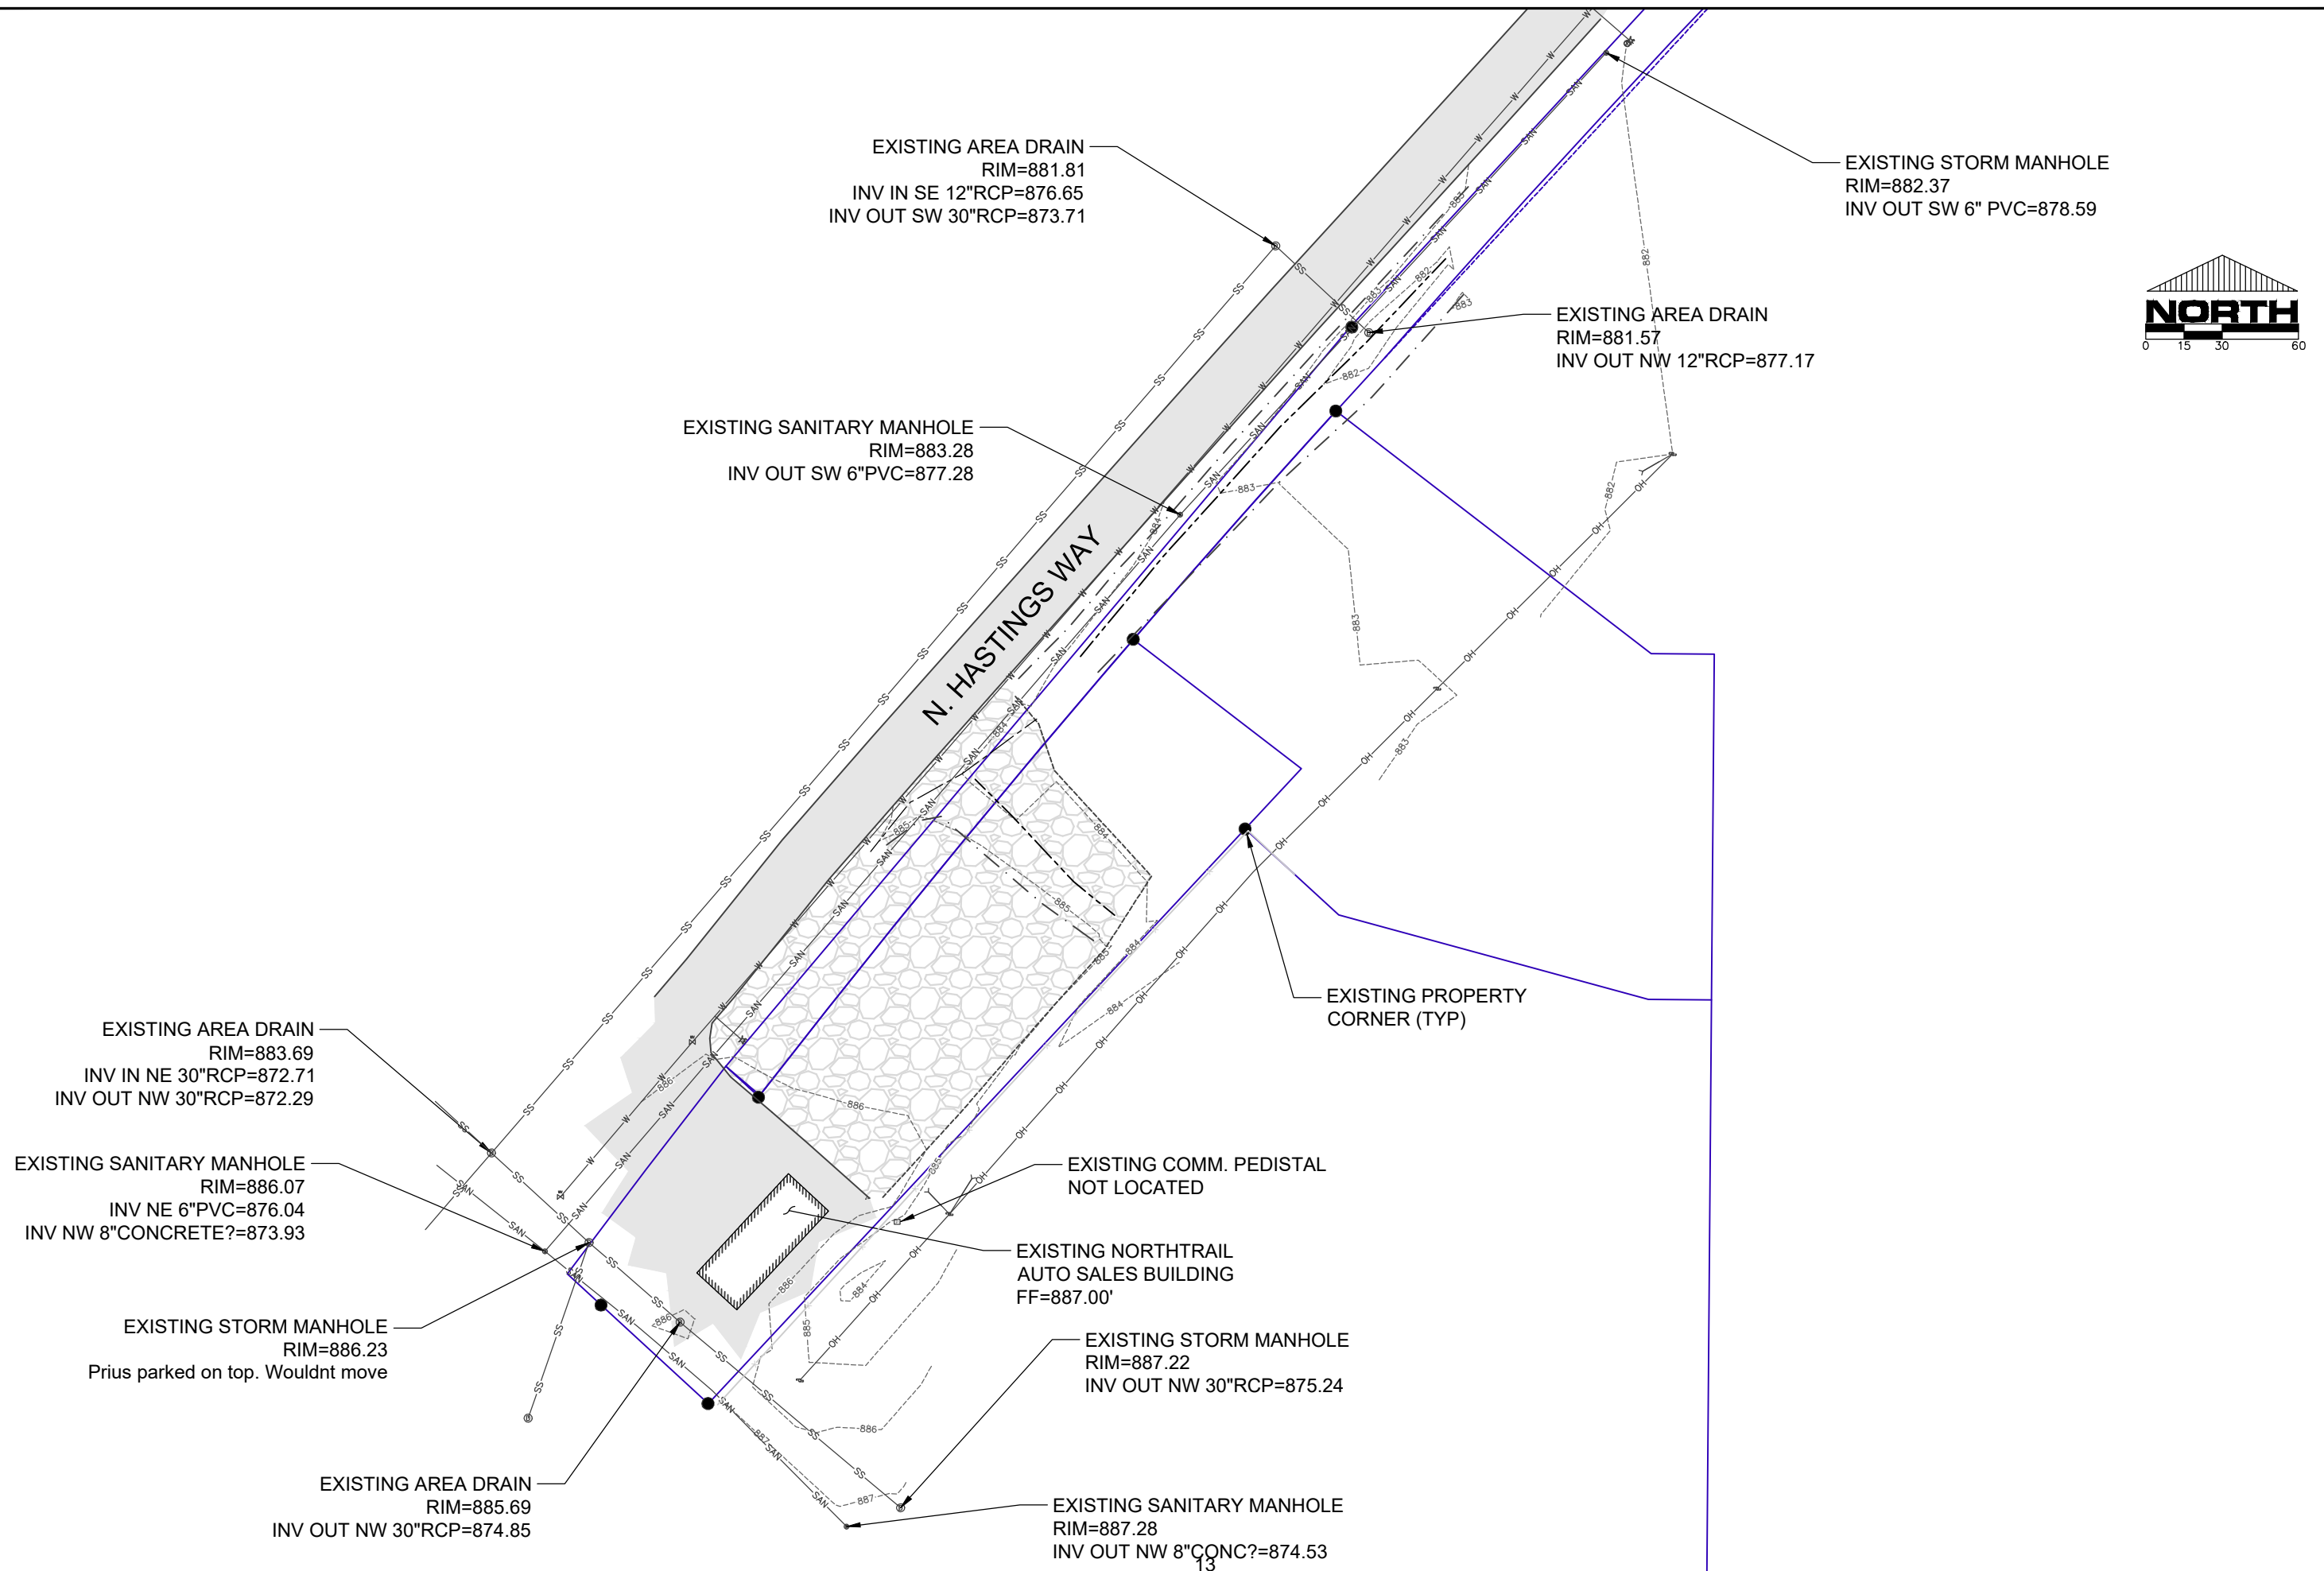 EXISTING AREA DRAIN
RIM=881.81
INV IN SE 12"RCP=876.65
INV OUT SW 30"RCP=873.71
EXISTING STORM MANHOLE
RIM=882.37
INV OUT SW 6" PVC=878.59
NORTH
0 15 30 60
EXISTING AREA DRAIN
RIM=881.57
INV OUT NW 12"RCP=877.17
EXISTING SANITARY MANHOLE
RIM=883.28
INV OUT SW 6"PVC=877.28
N. HASTINGS WAY
EXISTING PROPERTY
CORNER (TYP)
EXISTING AREA DRAIN
RIM=883.69
INV IN NE 30"RCP=872.71
INV OUT NW 30"RCP=872.29
EXISTING SANITARY MANHOLE
RIM=886.07
INV NE 6"PVC=876.04
INV NW 8"CONCRETE?=873.93
EXISTING COMM. PEDISTAL
NOT LOCATED
EXISTING NORTHTRAIL
AUTO SALES BUILDING
FF=887.00'
EXISTING STORM MANHOLE
RIM=886.23
Prius parked on top. Wouldnt move
EXISTING STORM MANHOLE
RIM=887.22
INV OUT NW 30"RCP=875.24
EXISTING AREA DRAIN
RIM=885.69
INV OUT NW 30"RCP=874.85
EXISTING SANITARY MANHOLE
RIM=887.28
INV OUT NW 8"CONC?=874.53
13